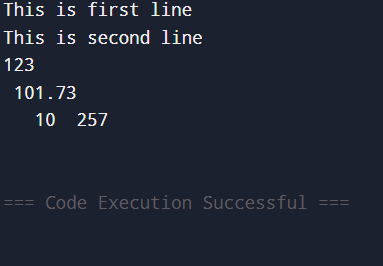 This is first line
This is second line
123
 101.73
   10  257
=== Code Execution Successful ===